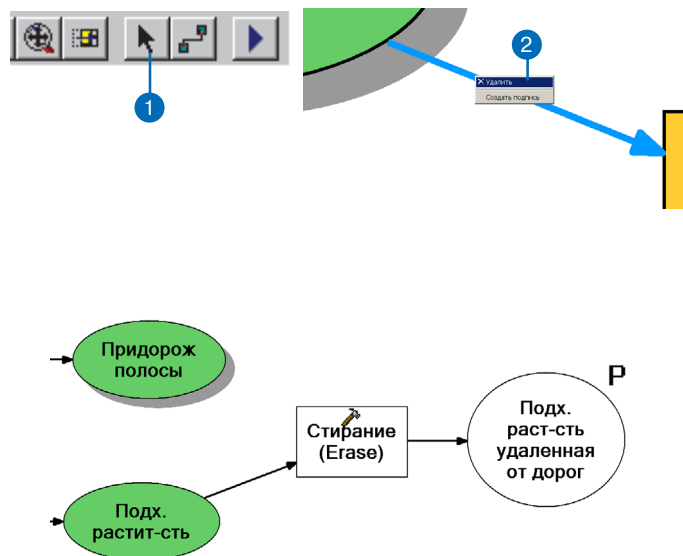 1
2
Удалить
Создать подпись
Придорож
полосы
P
Подх.
раст-сть
удаленная
от дорог
Стирание
(Erase)
Подх.
растит-сть